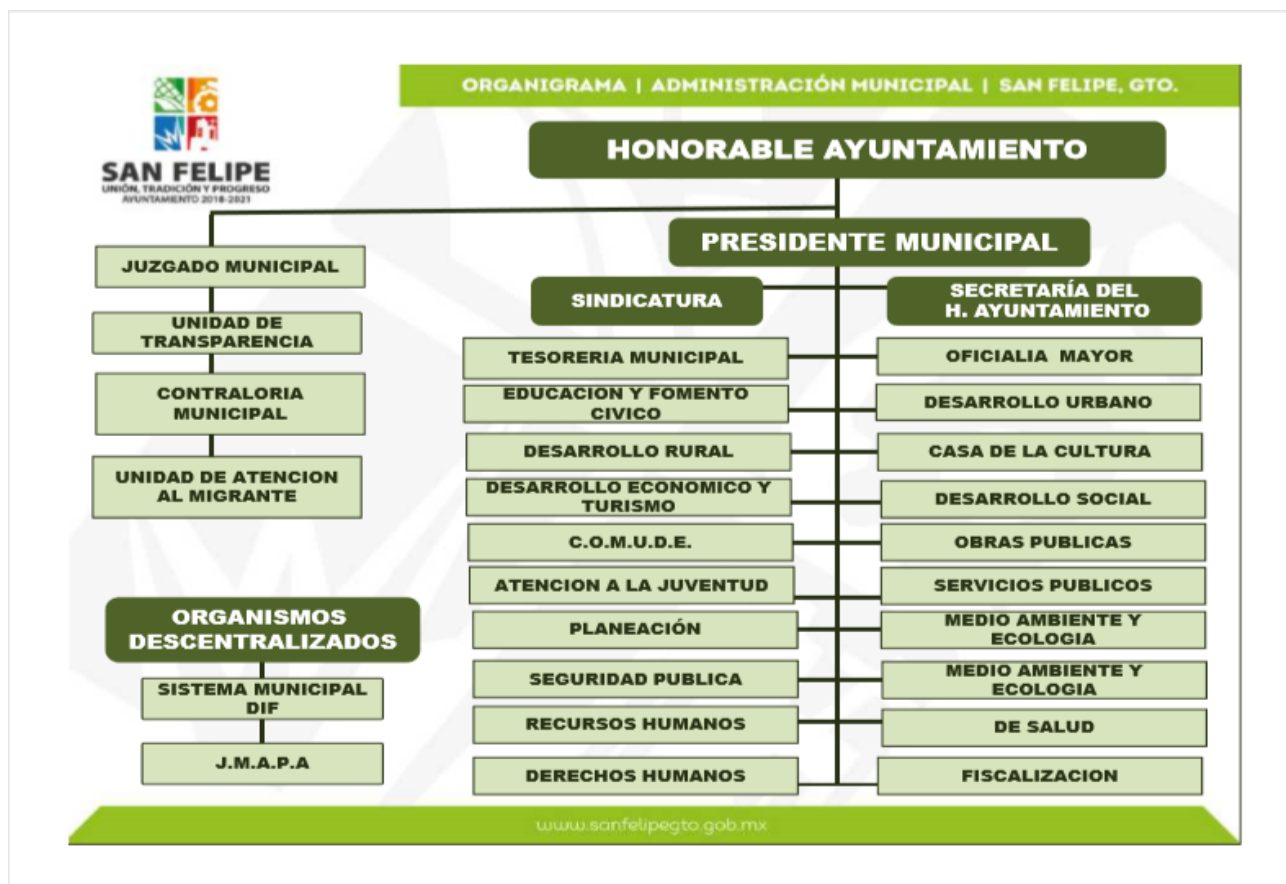 ORGANIGRAMA | ADMINISTRACIÓN MUNICIPAL | SAN FELIPE, GTO.
SAN FELIPE
UNIÓN, TRADICIÓN Y PROGRESO
AYUNTAMIENTO 2018-2021
HONORABLE AYUNTAMIENTO
PRESIDENTE MUNICIPAL
SINDICATURA
SECRETARÍA DEL
H. AYUNTAMIENTO
JUZGADO MUNICIPAL
UNIDAD DE
TRANSPARENCIA
CONTRALORIA
MUNICIPAL
UNIDAD DE ATENCION
AL MIGRANTE
ORGANISMOS
DESCENTRALIZADOS
SISTEMA MUNICIPAL
DIF
J.M.A.P.A
TESORERIA MUNICIPAL
OFICIALIA MAYOR
EDUCACION Y FOMENTO
CIVICO
DESARROLLO URBANO
DESARROLLO RURAL
CASA DE LA CULTURA
DESARROLLO ECONOMICO Y
TURISMO
DESARROLLO SOCIAL
C.O.M.U.D.E.
OBRAS PUBLICAS
ATENCION A LA JUVENTUD
SERVICIOS PUBLICOS
PLANEACIÓN
MEDIO AMBIENTE Y
ECOLOGIA
SEGURIDAD PUBLICA
MEDIO AMBIENTE Y
ECOLOGIA
RECURSOS HUMANOS
DE SALUD
DERECHOS HUMANOS
FISCALIZACION
www.sanfelipegto.gob.mx